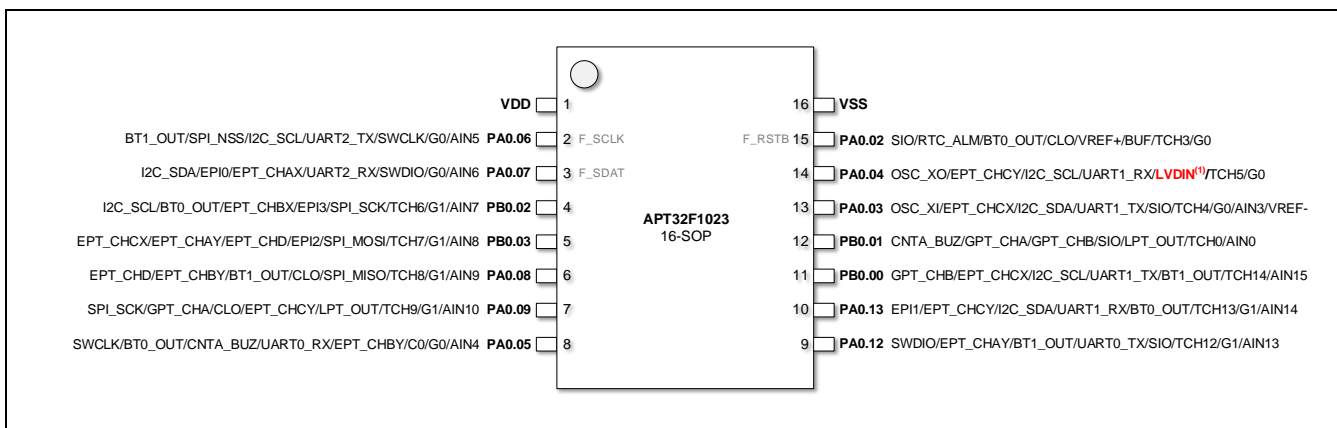 VDD 1 16 VSS
BT1_OUT/SPI_NSS/I2C_SCL/UART2_TX/SWCLK/G0/AIN5 PA0.06 2 F_SCLK F_RSTB 15 PA0.02 SIO/RTC_ALM/BT0_OUT/CLO/VREF+/BUF/TCH3/G0
I2C_SDA/EPI0/EPT_CHAX/UART2_RX/SWDIO/G0/AIN6 PA0.07 3 F_SDAT 14 PA0.04 OSC_XO/EPT_CHCY/I2C_SCL/UART1_RX/LVDIN(1)/TCH5/G0
I2C_SCL/BT0_OUT/EPT_CHBX/EPI3/SPI_SCK/TCH6/G1/AIN7 PB0.02 4 13 PA0.03 OSC_XI/EPT_CHCX/I2C_SDA/UART1_TX/SIO/TCH4/G0/AIN3/VREF-
APT32F1023
16-SOP
EPT_CHCX/EPT_CHAY/EPT_CHD/EPI2/SPI_MOSI/TCH7/G1/AIN8 PB0.03 5 12 PB0.01 CNTA_BUZ/GPT_CHA/GPT_CHB/SIO/LPT_OUT/TCH0/AIN0
EPT_CHD/EPT_CHBY/BT1_OUT/CLO/SPI_MISO/TCH8/G1/AIN9 PA0.08 6 11 PB0.00 GPT_CHB/EPT_CHCX/I2C_SCL/UART1_TX/BT1_OUT/TCH14/AIN15
SPI_SCK/GPT_CHA/CLO/EPT_CHCY/LPT_OUT/TCH9/G1/AIN10 PA0.09 7 10 PA0.13 EPI1/EPT_CHCY/I2C_SDA/UART1_RX/BT0_OUT/TCH13/G1/AIN14
SWCLK/BT0_OUT/CNTA_BUZ/UART0_RX/EPT_CHBY/C0/G0/AIN4 PA0.05 8 9 PA0.12 SWDIO/EPT_CHAY/BT1_OUT/UART0_TX/SIO/TCH12/G1/AIN13